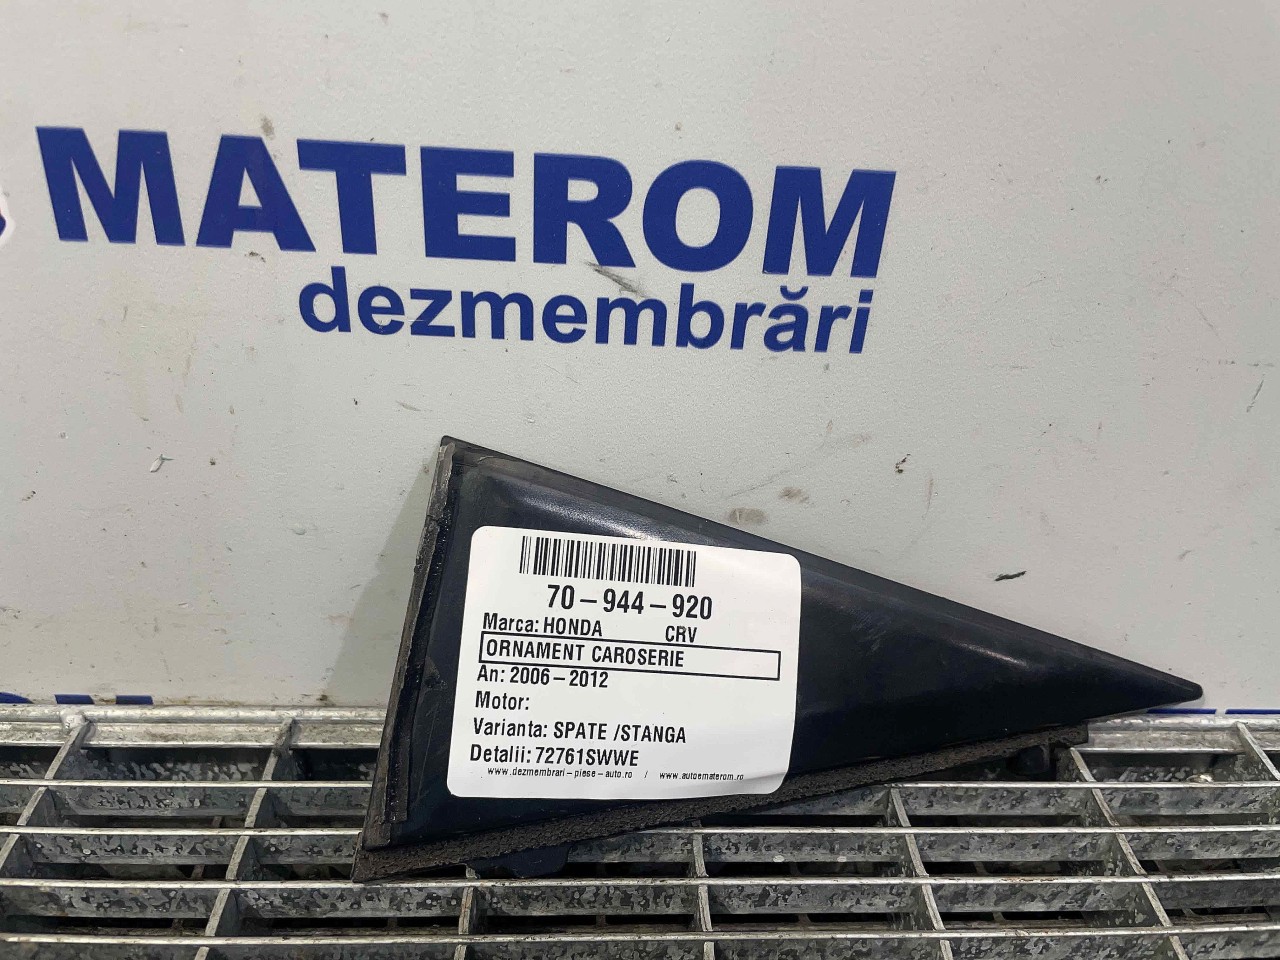 MATEROM
dezmembrări
70-944-920
Marca: HONDA CRV
ORNAMENT CAROSERIE
An: 2006-2012
Motor:
Varianta: SPATE /STANGA
Detalii: 72761SWWE
www.dezmembrari-piese-auto.ro / www.autoematerom.ro